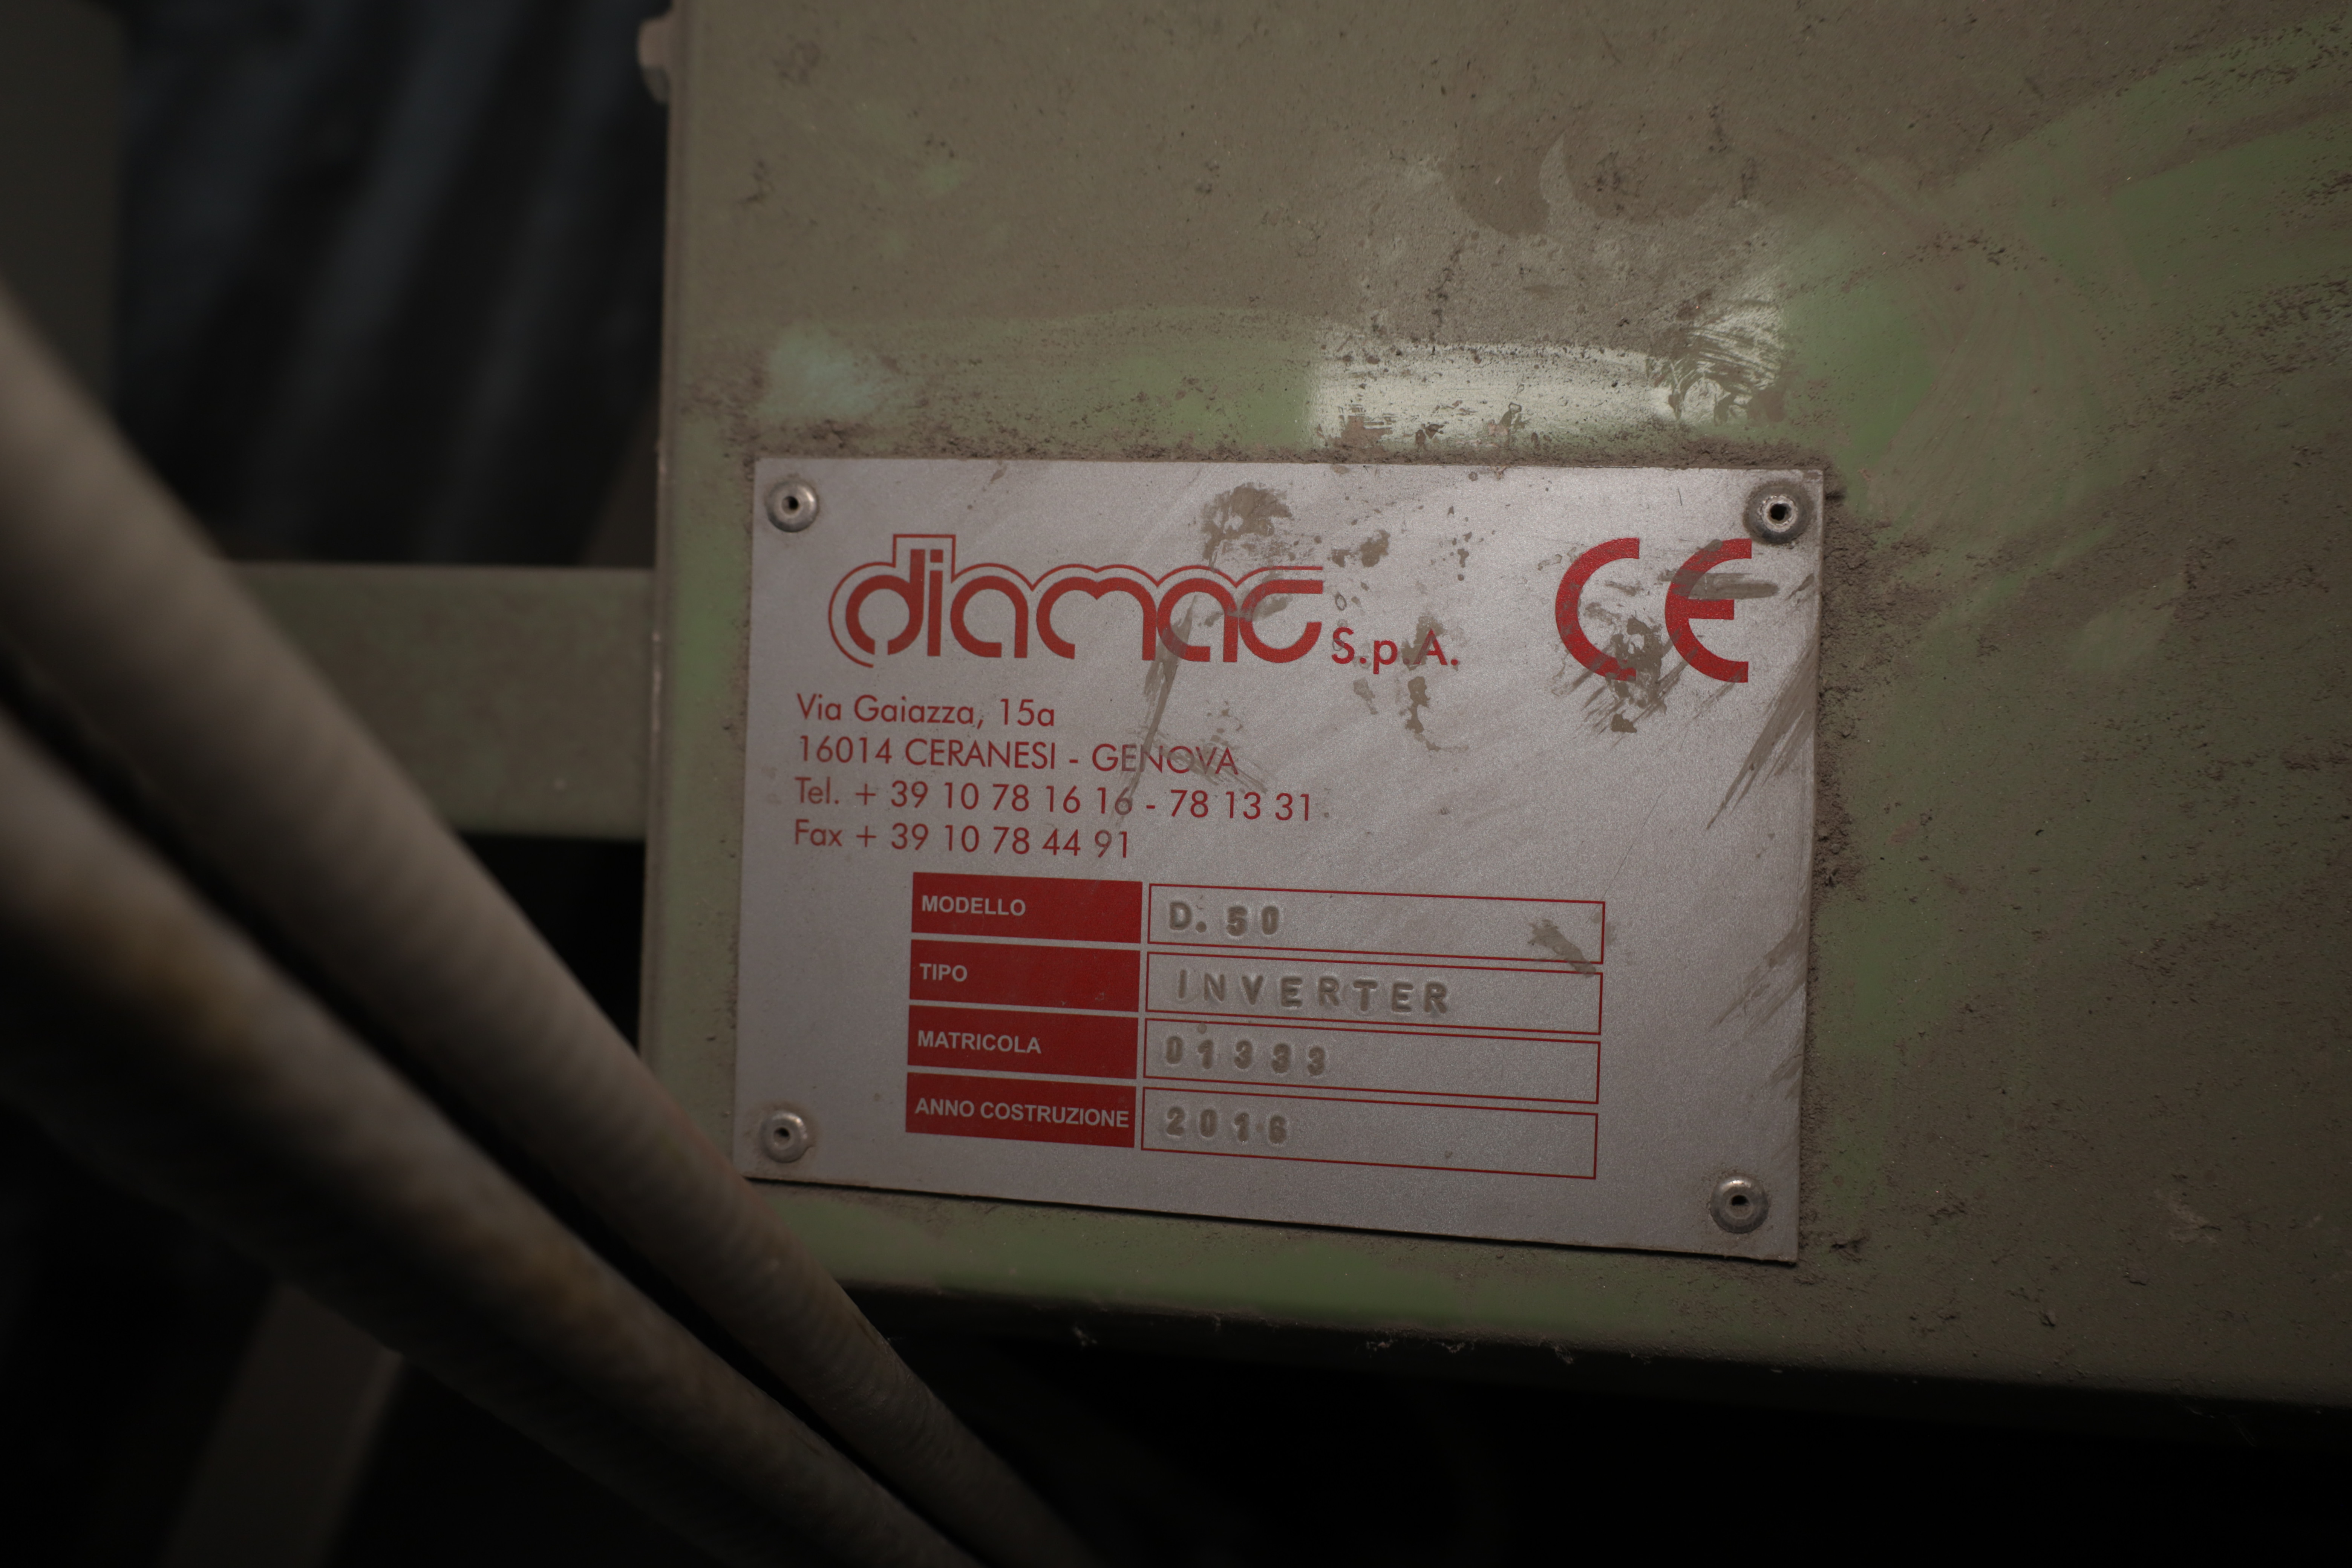 diamac S.p.A.
CE
Via Gaiazza, 15a
16014 CERANESI - GENOVA
Tel. + 39 10 78 16 16 - 78 13 31
Fax + 39 10 78 44 91
MODELLO D. 50
TIPO INVERTER
MATRICOLA 01333
ANNO COSTRUZIONE 2016